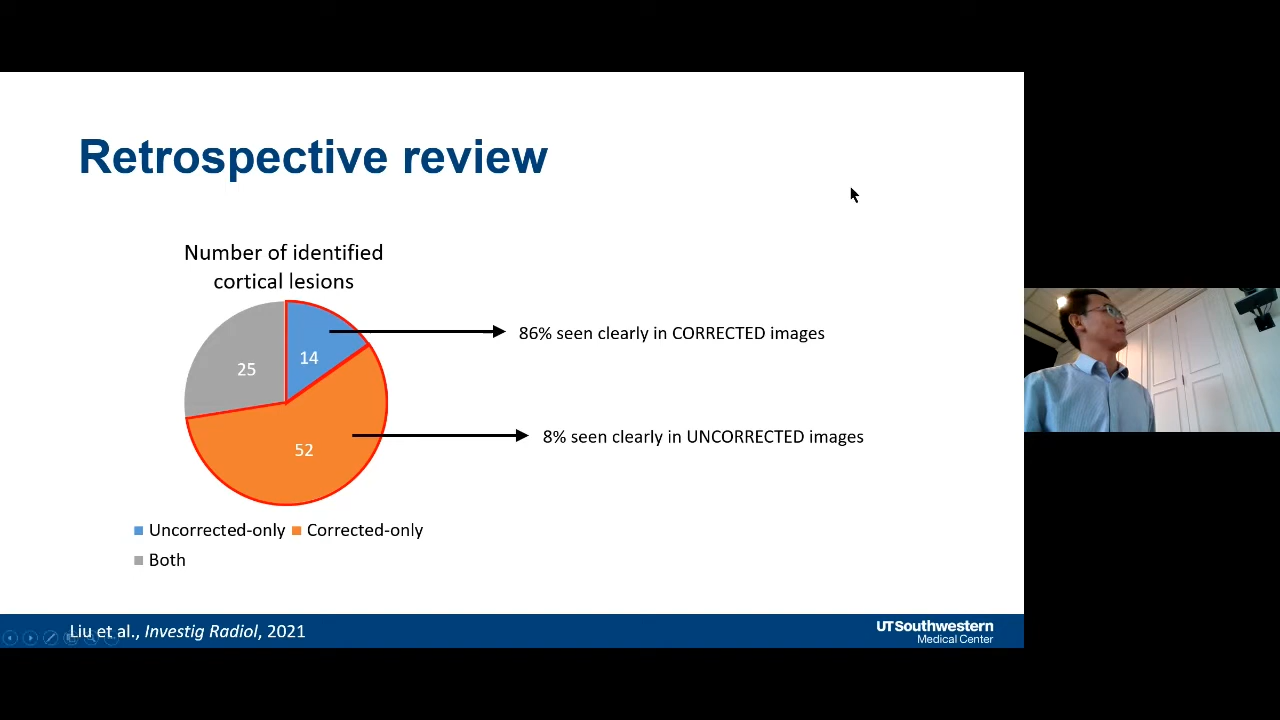 Retrospective review
Number of identified
cortical lesions
14
25
52
86% seen clearly in CORRECTED images
8% seen clearly in UNCORRECTED images
Uncorrected-only
Corrected-only
Both
Liu et al., Investig Radiol, 2021
UTSouthwestern
Medical Center